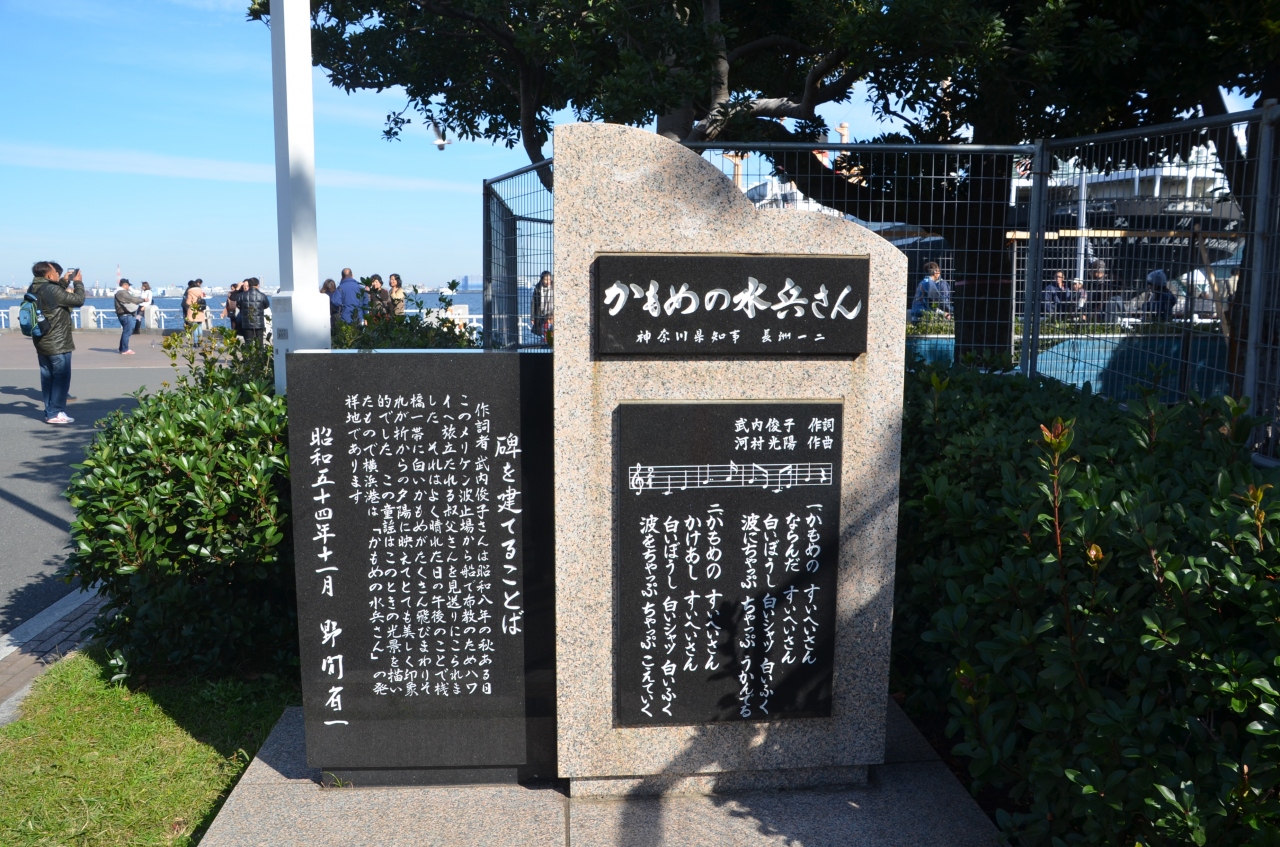 かもめの水兵さん
神奈川県知事 長洲一二
武内俊子 作詞
河村光陽 作曲
一かもめの すいへいさん
ならんだ すいへいさん
白いぼうし 白いシャツ 白いふく
波にちゃっぷ ちゃっぷ うかんでる
二かもめの すいへいさん
かけあし すいへいさん
白いぼうし 白いシャツ 白いふく
波をちゃっぷ ちゃっぷ こえていく
碑を建てることば
作詞者 武内俊子さんは昭和八年の秋ある日
このメリケン波止場から船で布教のためハワ
イへ旅立たれる叔父さんを見送りにこられま
した それはよく晴れた日の午後のことで桟
橋一帯に白いかもめがたくさん飛びまわりそ
れが折からの夕陽に映えてとても美しく印象
的でした この童謡はこのときの光景を描い
たもので横浜港は「かもめの水兵さん」の発
祥地であります
昭和五十四年十一月 野間有一